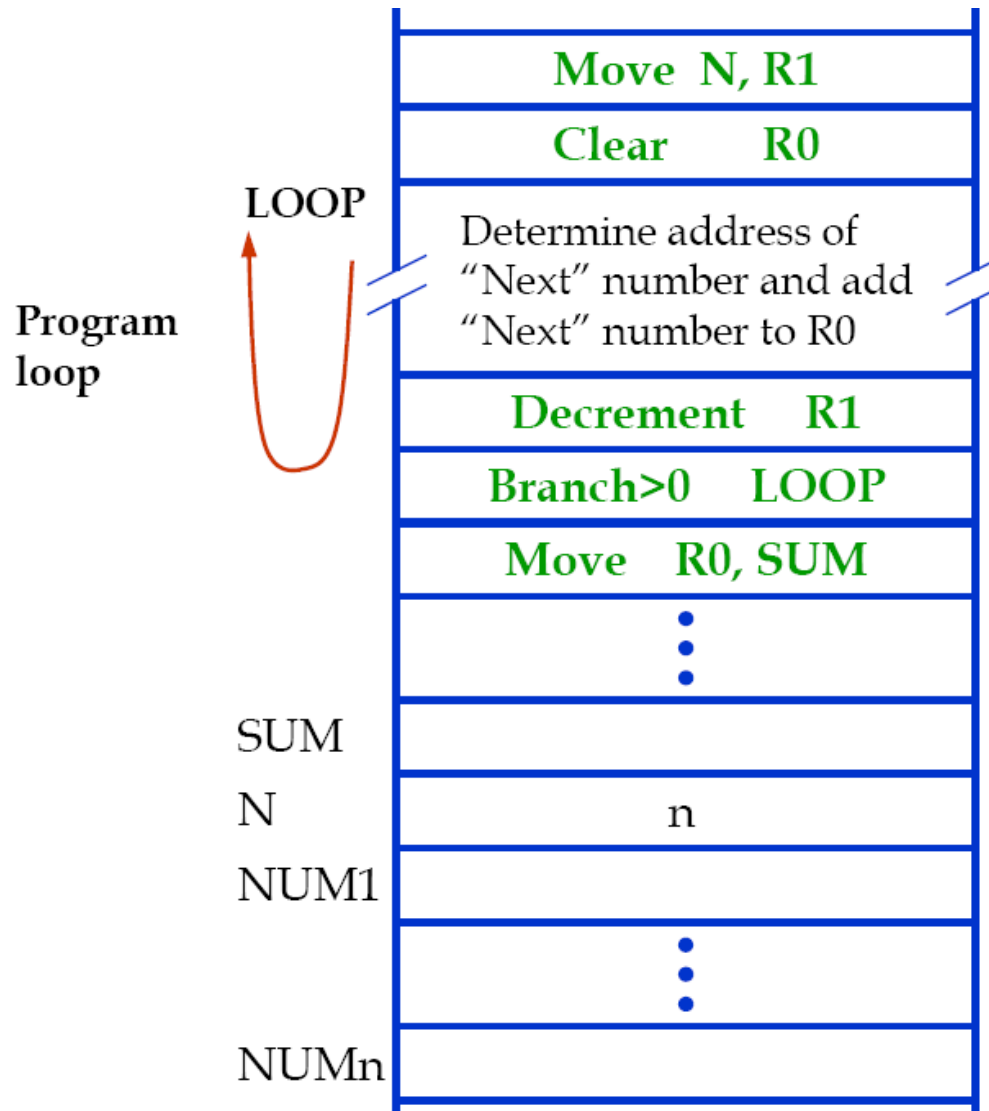 Move N, R1
Clear R0
LOOP
Determine address of
“Next” number and add
“Next” number to R0
Program
loop
Decrement R1
Branch>0 LOOP
Move R0, SUM
SUM
N n
NUM1
NUMn